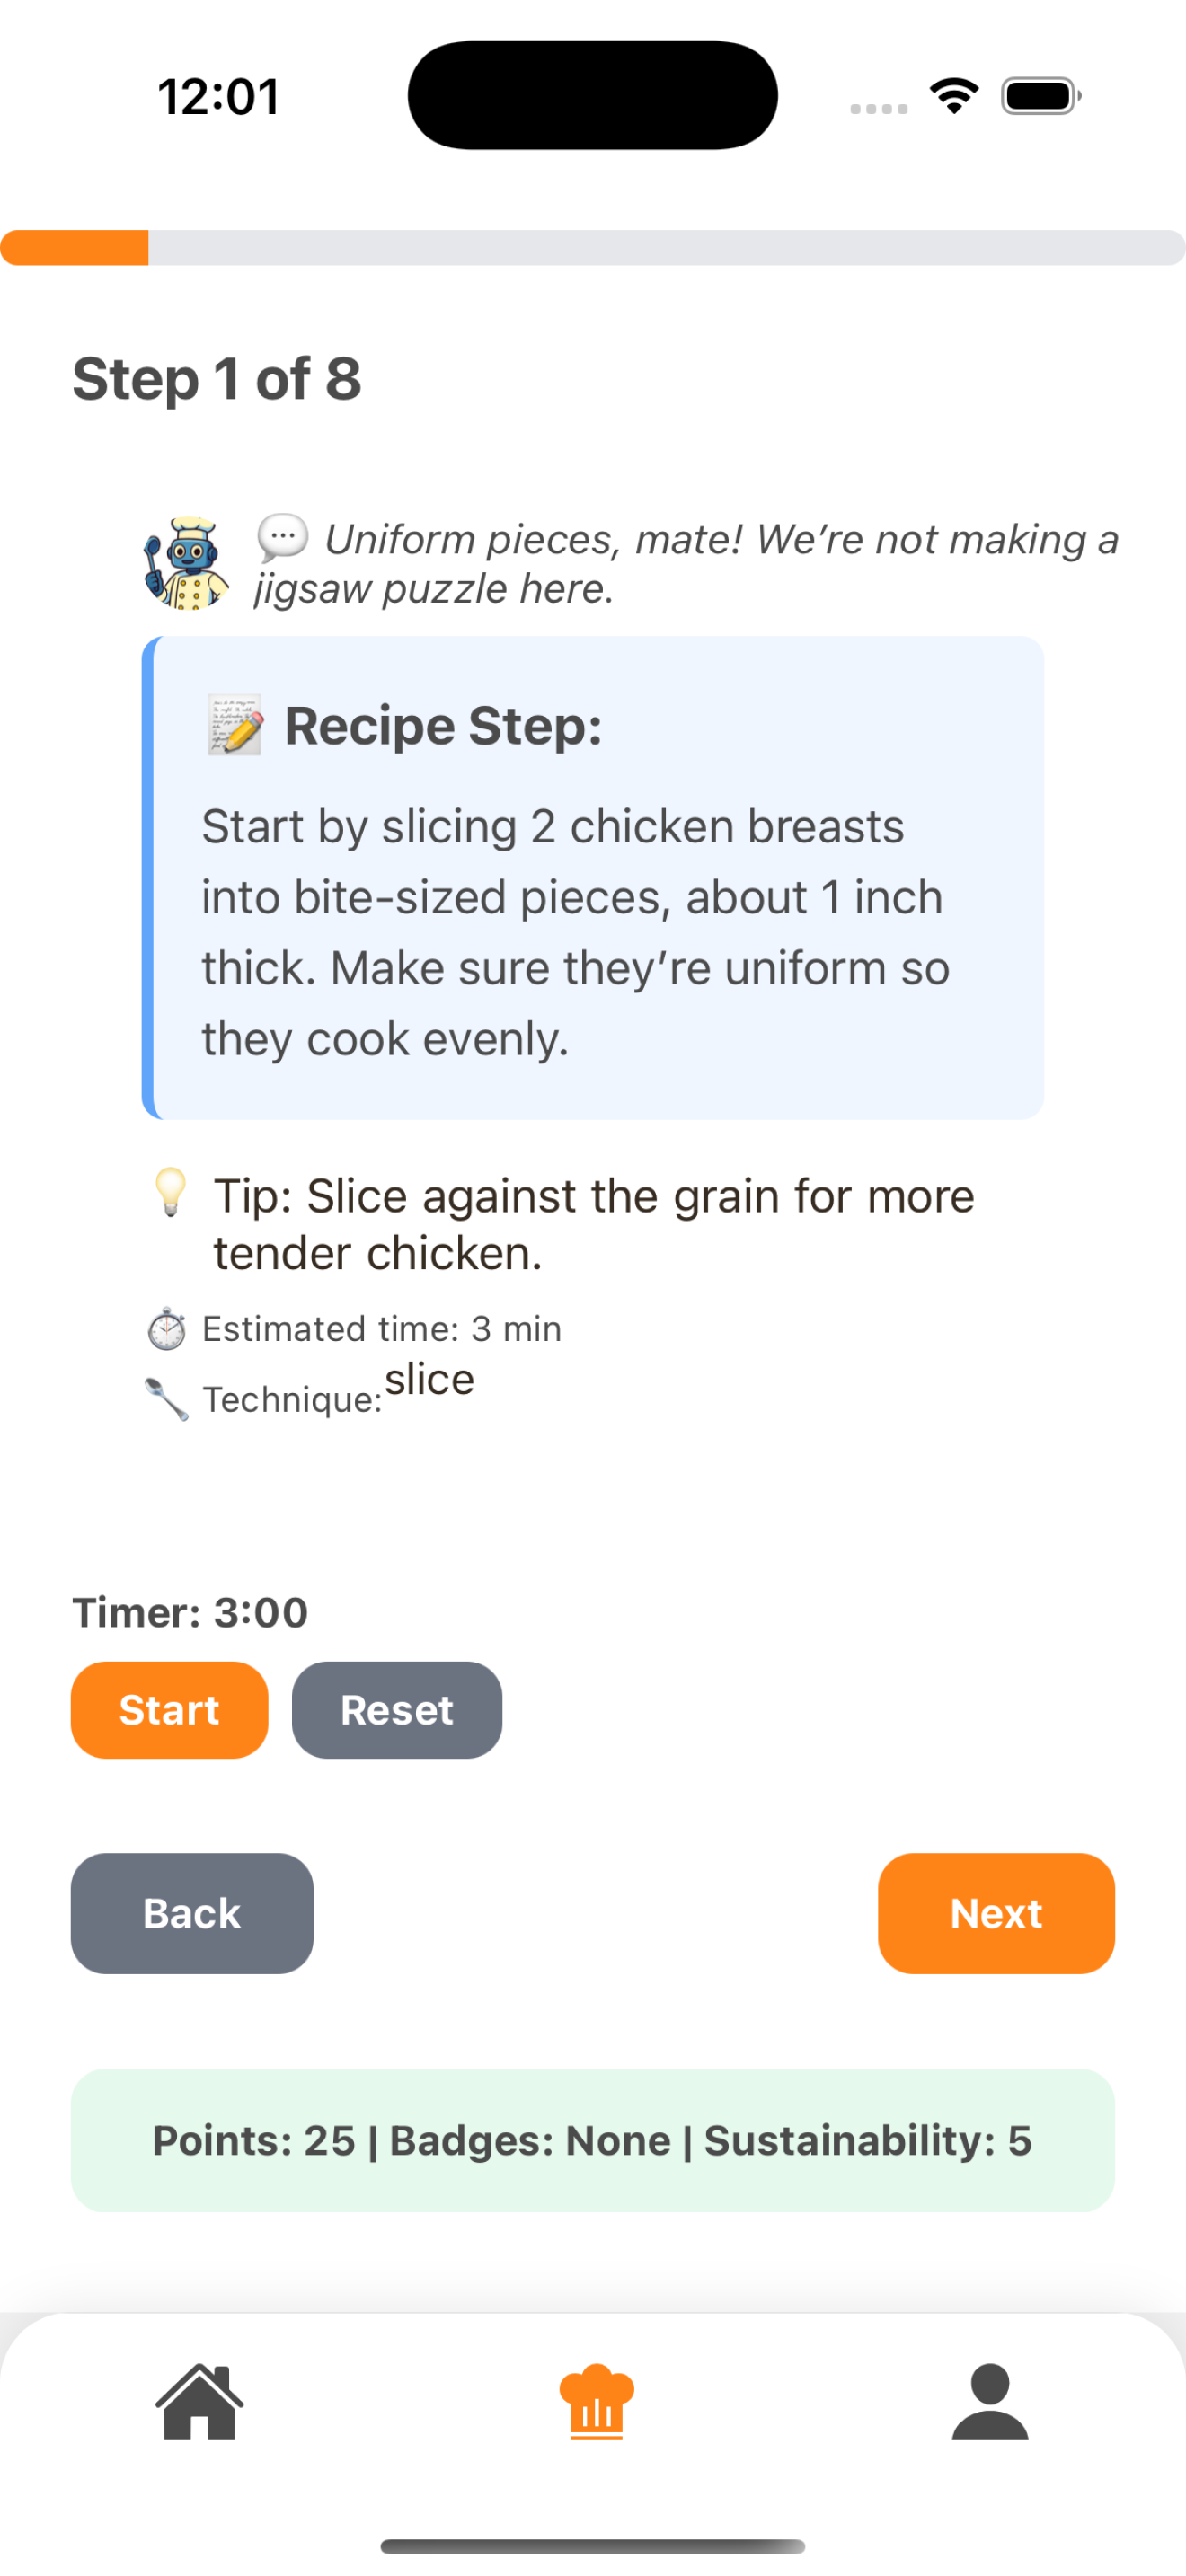 12:01
Step 1 of 8
Uniform pieces, mate! We’re not making a
jigsaw puzzle here.
Recipe Step:
Start by slicing 2 chicken breasts
into bite-sized pieces, about 1 inch
thick. Make sure they’re uniform so
they cook evenly.
Tip: Slice against the grain for more
tender chicken.
Estimated time: 3 min
Technique: slice
Timer: 3:00
Start Reset
Back Next
Points: 25 | Badges: None | Sustainability: 5